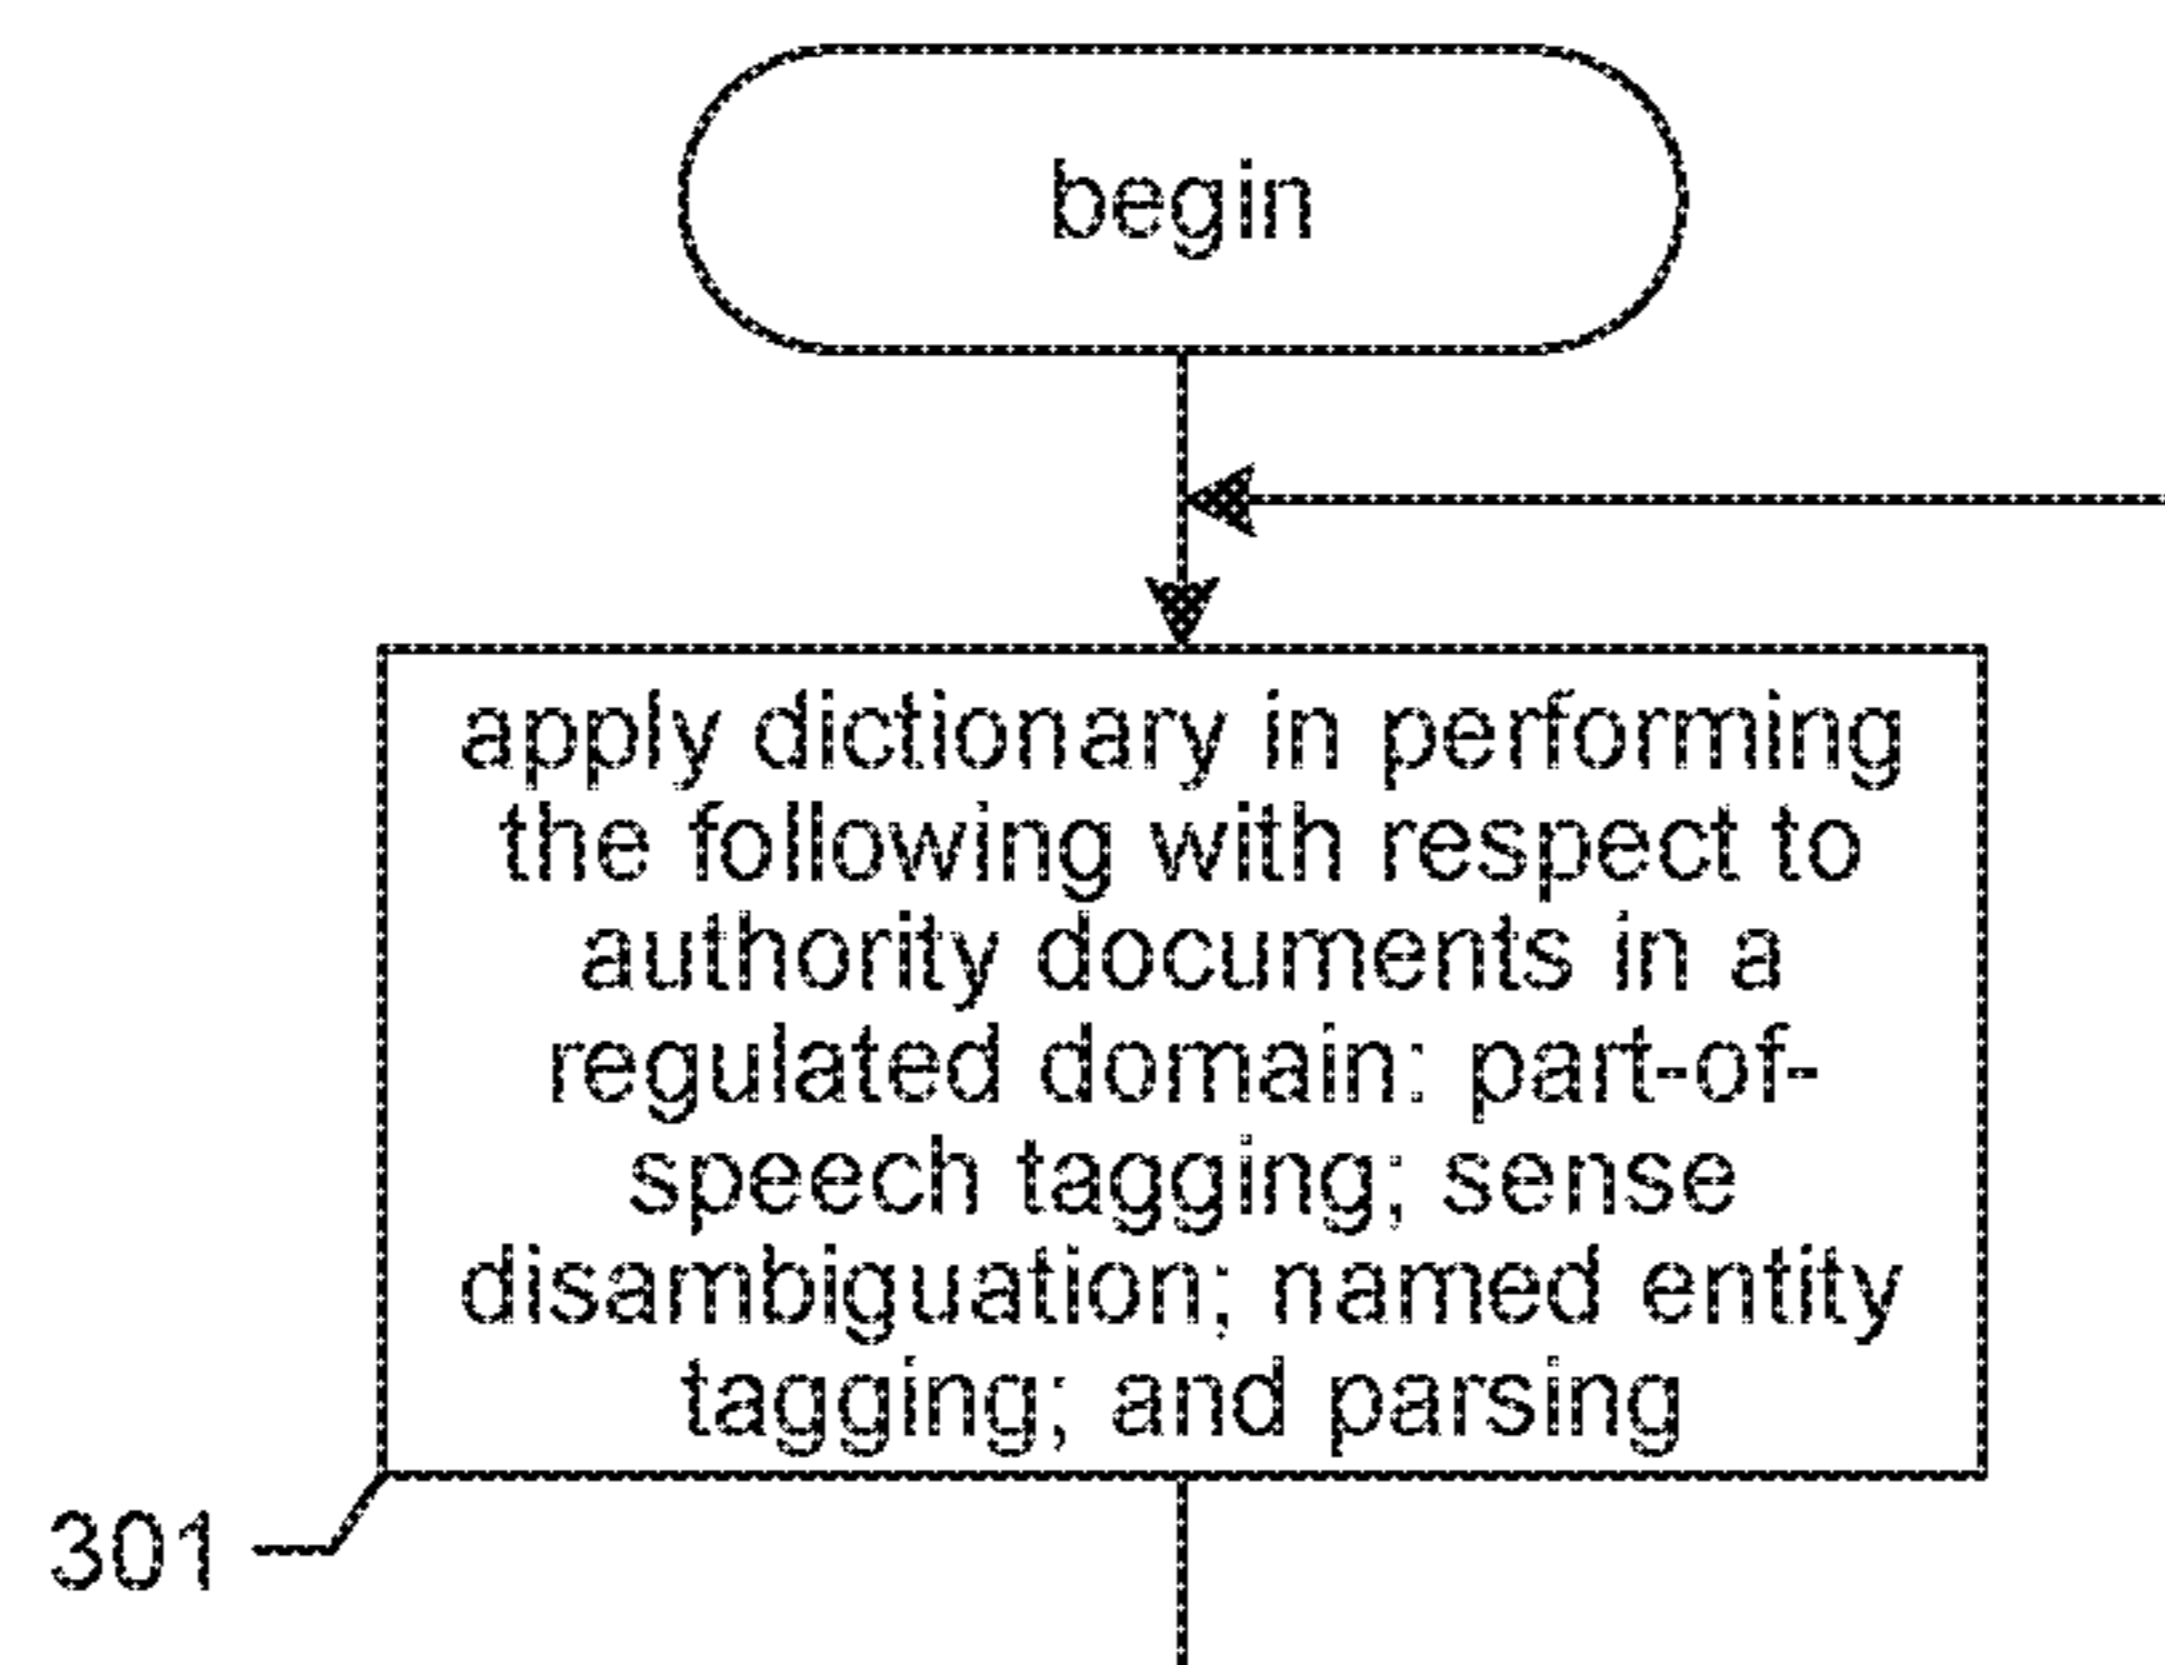 begin
apply dictionary in performing
the following with respect to
authority documents in a
regulated domain: part-of-
speech tagging; sense
disambiguation; named entity
tagging; and parsing
301